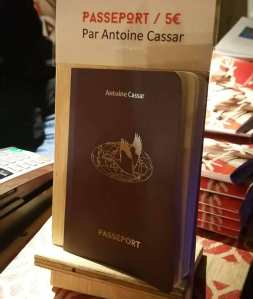 PASSEPORT / 5€
Par Antoine Cassar
Antoine Cassar
PASSEPORT